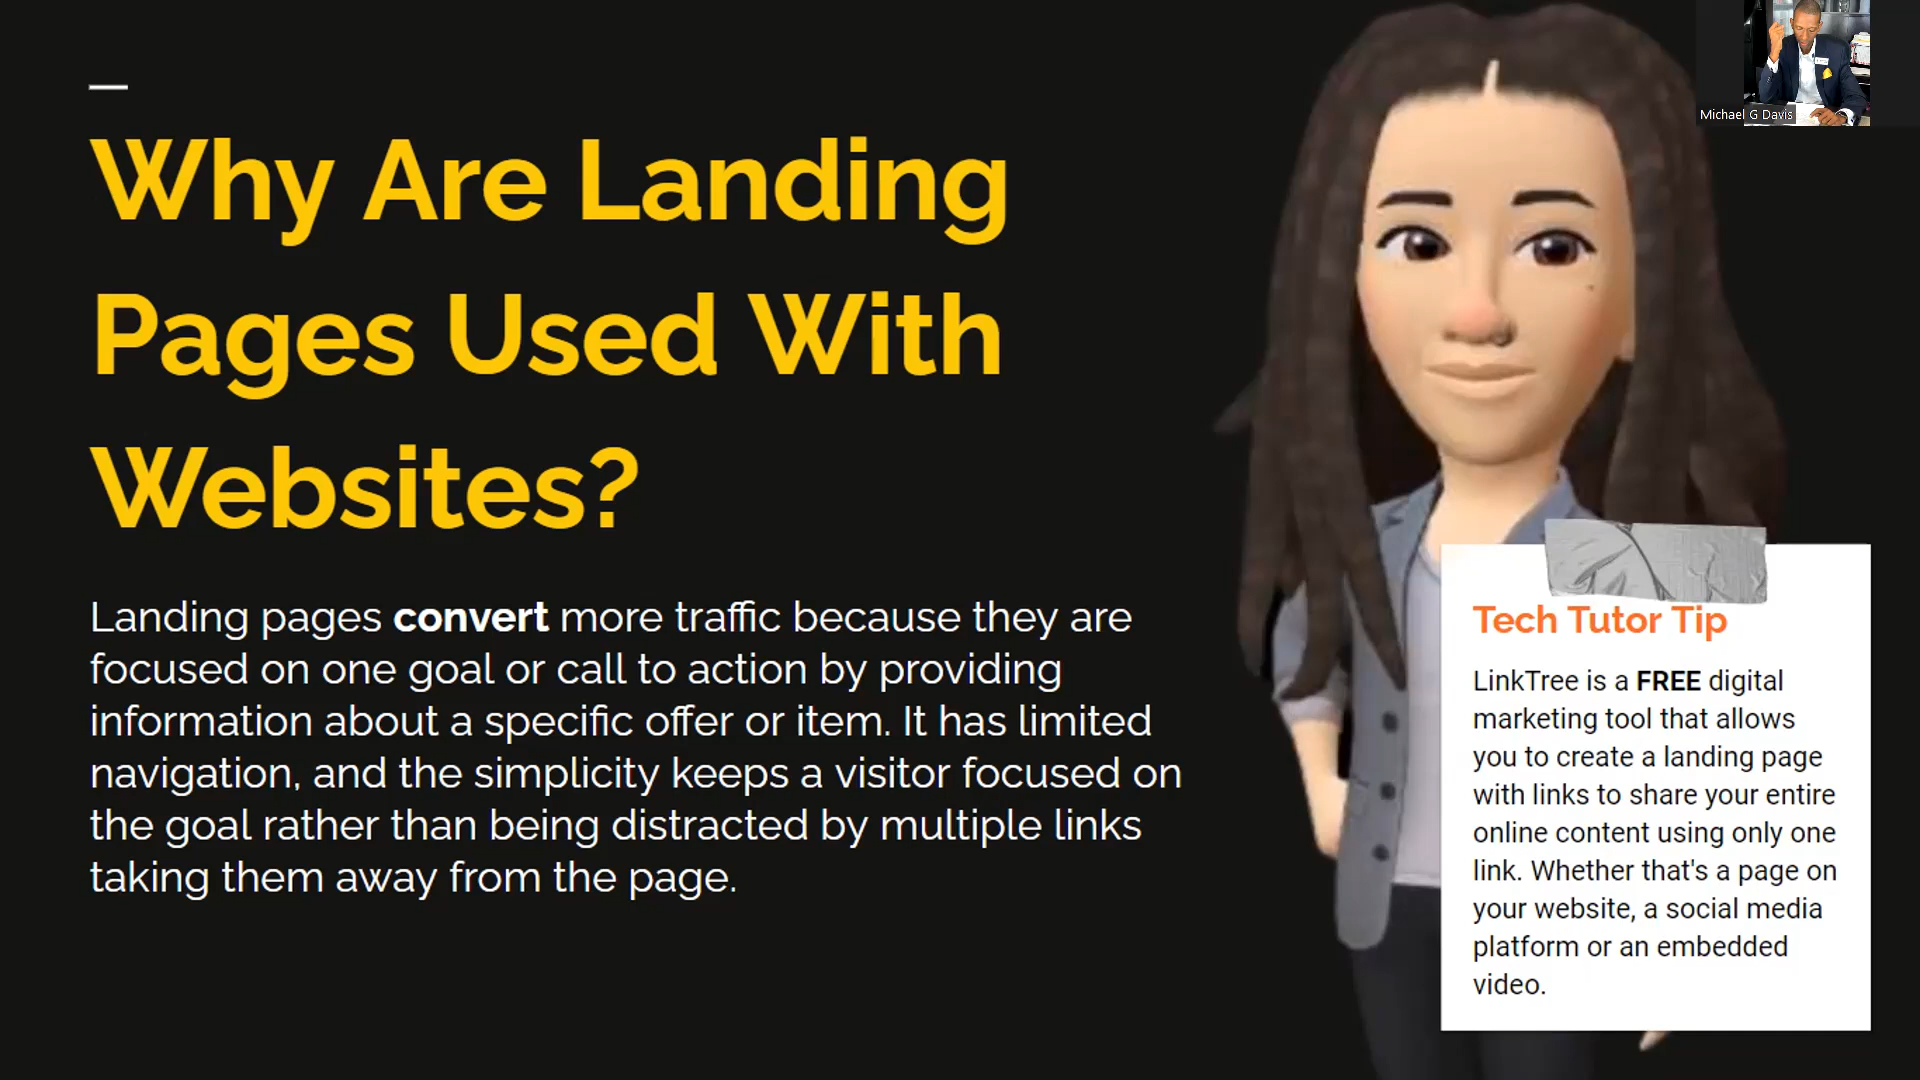 Why Are Landing
Pages Used With
Websites?
Landing pages convert more traffic because they are
focused on one goal or call to action by providing
information about a specific offer or item. It has limited
navigation, and the simplicity keeps a visitor focused on
the goal rather than being distracted by multiple links
taking them away from the page.
Michael G Davis
Tech Tutor Tip
LinkTree is a FREE digital
marketing tool that allows
you to create a landing page
with links to share your entire
online content using only one
link. Whether that's a page on
your website, a social media
platform or an embedded
video.